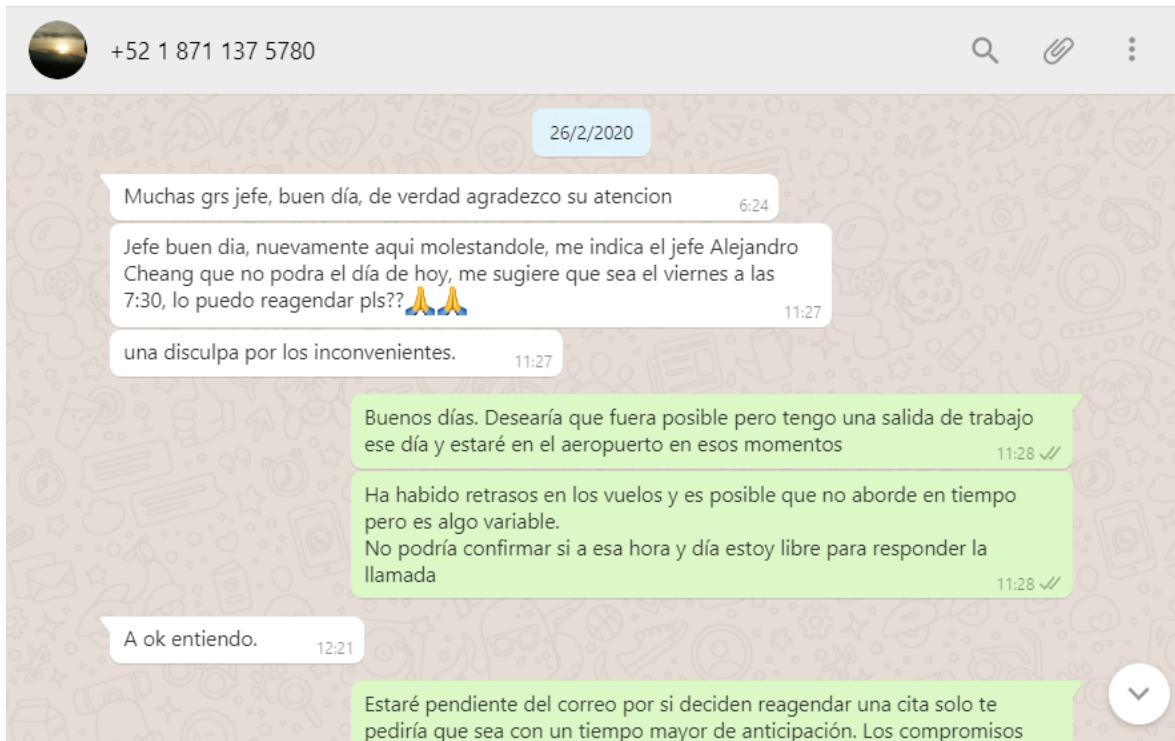 +52 1 871 137 5780
26/2/2020
Muchas grs jefe, buen día, de verdad agradezco su atencion
6:24
Jefe buen dia, nuevamente aqui molestandole, me indica el jefe Alejandro
Cheang que no podra el día de hoy, me sugiere que sea el viernes a las
7:30, lo puedo reagendar pls??🙏🙏
11:27
una disculpa por los inconvenientes.
11:27
Buenos días. Desearía que fuera posible pero tengo una salida de trabajo
ese día y estaré en el aeropuerto en esos momentos
11:28
Ha habido retrasos en los vuelos y es posible que no aborde en tiempo
pero es algo variable.
No podría confirmar si a esa hora y día estoy libre para responder la
llamada
11:28
A ok entiendo.
12:21
Estaré pendiente del correo por si deciden reagendar una cita solo te
pediría que sea con un tiempo mayor de anticipación. Los compromisos